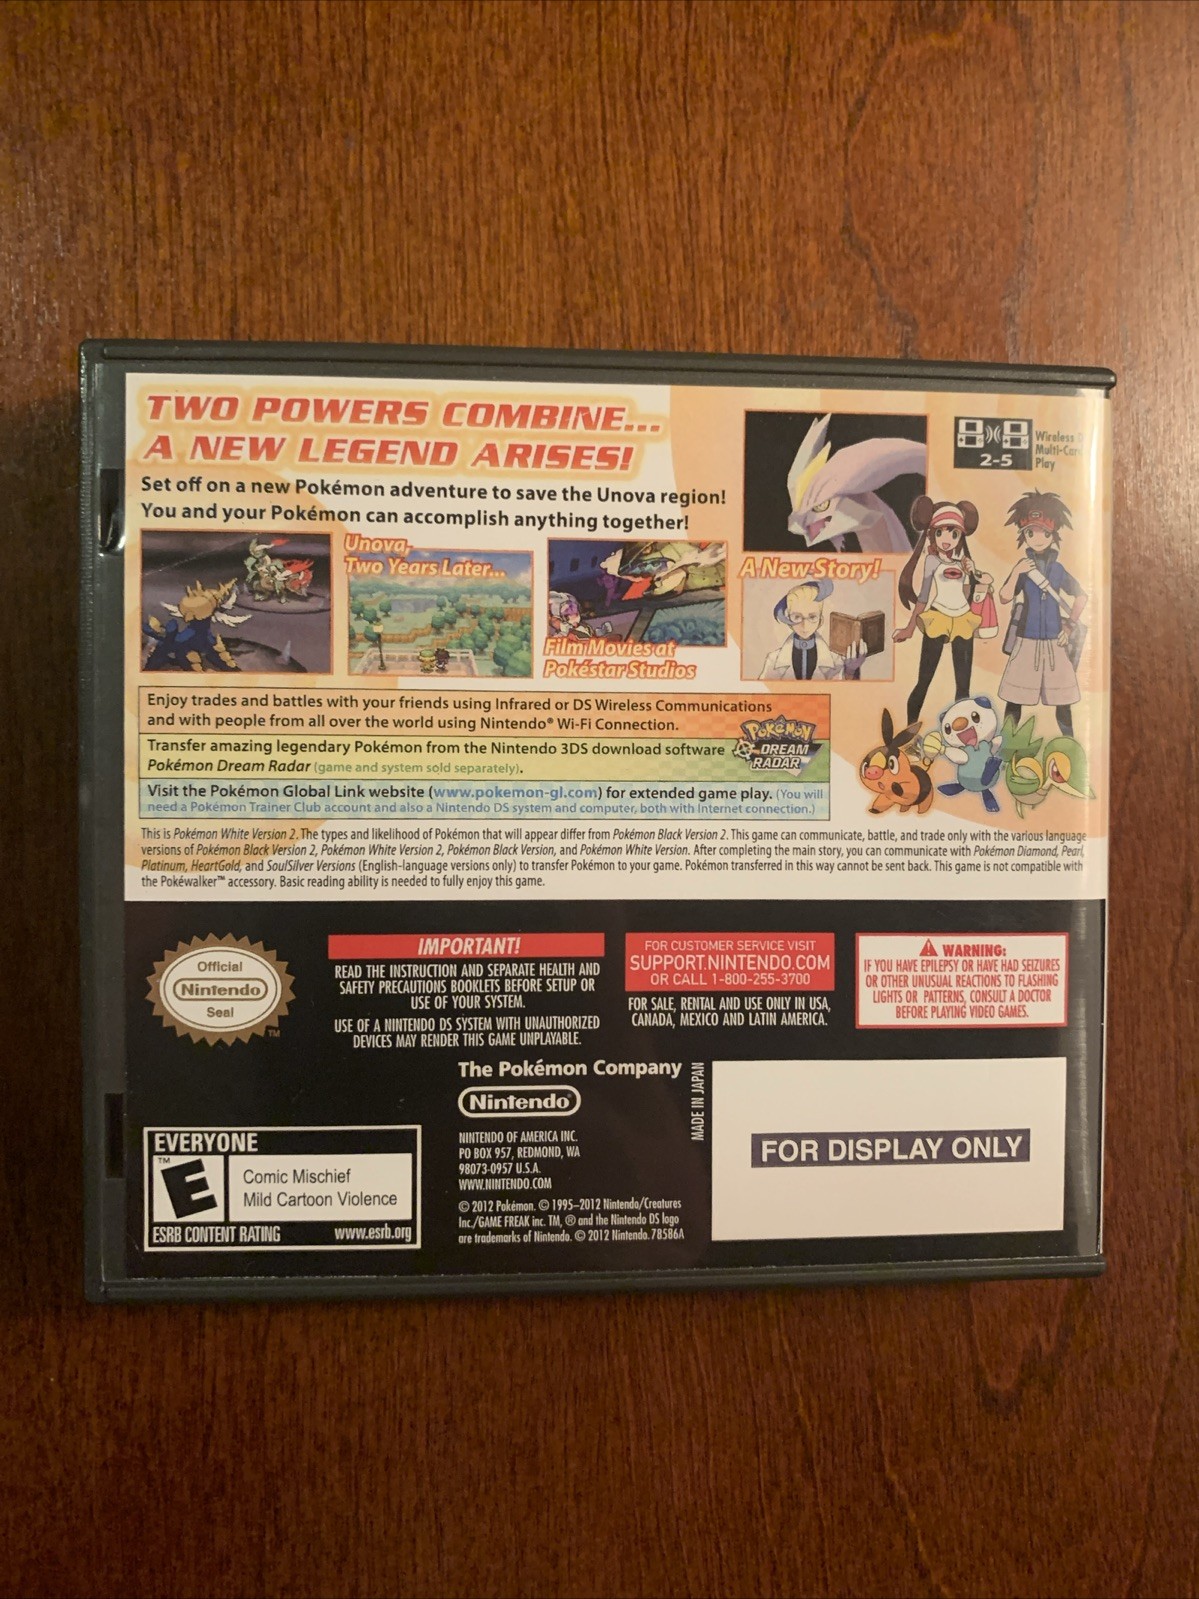 TWO POWERS COMBINE...
A NEW LEGEND ARISES!
Set off on a new Pokémon adventure to save the Unova region!
You and your Pokémon can accomplish anything together!
2-5
Wireless D
Multi-Card
Play
Unova,
Two Years Later...
Film Movies at
Pokéstar Studios
A New Story!
Enjoy trades and battles with your friends using Infrared or DS Wireless Communications
and with people from all over the world using Nintendo® Wi-Fi Connection.
Transfer amazing legendary Pokémon from the Nintendo 3DS download software
Pokémon Dream Radar (game and system sold separately).
POKéMON
DREAM
RADAR
Visit the Pokémon Global Link website (www.pokemon-gl.com) for extended game play. (You will
need a Pokémon Trainer Club account and also a Nintendo DS system and computer, both with Internet connection.)
This is Pokémon White Version 2. The types and likelihood of Pokémon that will appear differ from Pokémon Black Version 2. This game can communicate, battle, and trade only with the various language
versions of Pokémon Black Version 2, Pokémon White Version 2, Pokémon Black Version, and Pokémon White Version. After completing the main story, you can communicate with Pokémon Diamond, Pearl,
Platinum, HeartGold, and SoulSilver Versions (English-language versions only) to transfer Pokémon to your game. Pokémon transferred in this way cannot be sent back. This game is not compatible with
the Pokéwalker™ accessory. Basic reading ability is needed to fully enjoy this game.
Official
Nintendo
Seal
TM
IMPORTANT!
READ THE INSTRUCTION AND SEPARATE HEALTH AND
SAFETY PRECAUTIONS BOOKLETS BEFORE SETUP OR
USE OF YOUR SYSTEM.
USE OF A NINTENDO DS SYSTEM WITH UNAUTHORIZED
DEVICES MAY RENDER THIS GAME UNPLAYABLE.
FOR CUSTOMER SERVICE VISIT
SUPPORT.NINTENDO.COM
OR CALL 1-800-255-3700
FOR SALE, RENTAL AND USE ONLY IN USA,
CANADA, MEXICO AND LATIN AMERICA.
WARNING:
IF YOU HAVE EPILEPSY OR HAVE HAD SEIZURES
OR OTHER UNUSUAL REACTIONS TO FLASHING
LIGHTS OR PATTERNS, CONSULT A DOCTOR
BEFORE PLAYING VIDEO GAMES.
The Pokémon Company
Nintendo®
NINTENDO OF AMERICA INC.
PO BOX 957, REDMOND, WA
98073-0957 U.S.A.
WWW.NINTENDO.COM
© 2012 Pokémon. © 1995–2012 Nintendo/Creatures
Inc./GAME FREAK inc. TM, ® and the Nintendo DS logo
are trademarks of Nintendo. © 2012 Nintendo. 78586A
MADE IN JAPAN
FOR DISPLAY ONLY
EVERYONE
TM
E
Comic Mischief
Mild Cartoon Violence
ESRB CONTENT RATING
www.esrb.org